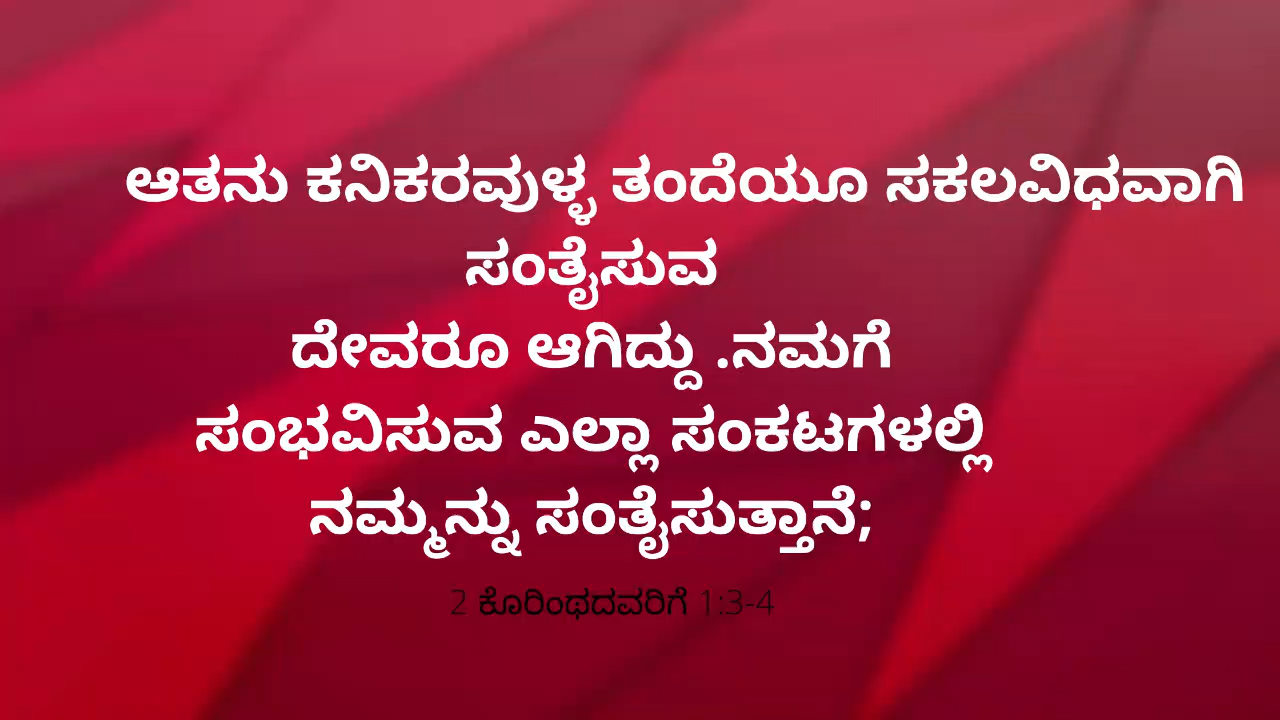 ಆತನು ಕನಿಕರವುಳ್ಳ ತಂದೆಯೂ ಸಕಲವಿಧವಾಗಿ
ಸಂತೈಸುವ
ದೇವರೂ ಆಗಿದ್ದು .ನಮಗೆ
ಸಂಭವಿಸುವ ಎಲ್ಲಾ ಸಂಕಟಗಳಲ್ಲಿ
ನಮ್ಮನ್ನು ಸಂತೈಸುತ್ತಾನೆ;
2 ಕೊರಿಂಥದವರಿಗೆ 1:3-4